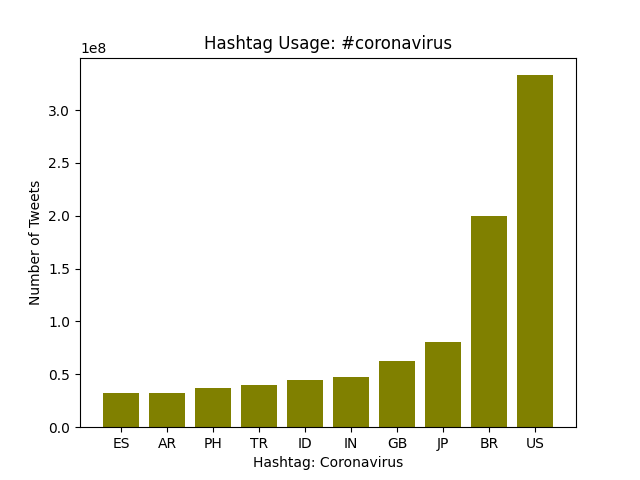 Hashtag Usage: #coronavirus
1e8
3.0
2.5
2.0
1.5
1.0
0.5
0.0
Number of Tweets
ES AR PH TR ID IN GB JP BR US
Hashtag: Coronavirus